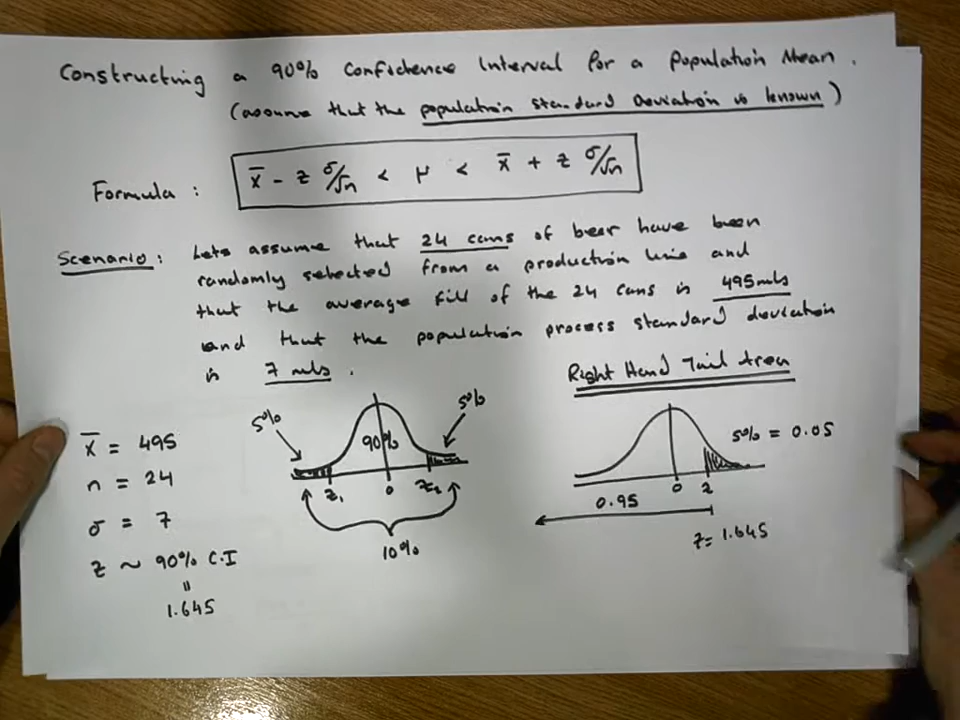 Constructing a 90% Confidence Interval for a Population Mean.
(assume that the population standard deviation is known)
Formula : x̄ - z σ/√n < μ < x̄ + z σ/√n
Scenario : Lets assume that 24 cans of beer have been
randomly selected from a production line and
that the average fill of the 24 cans is 495mls
and that the population process standard deviation
is 7 mls .
Right Hand Tail Area
5% 5%
90%
5% = 0.05
z₁ 0 z₂
10%
0.95 0 z
z = 1.645
x̄ = 495
n = 24
σ = 7
z ~ 90% C.I
=
1.645